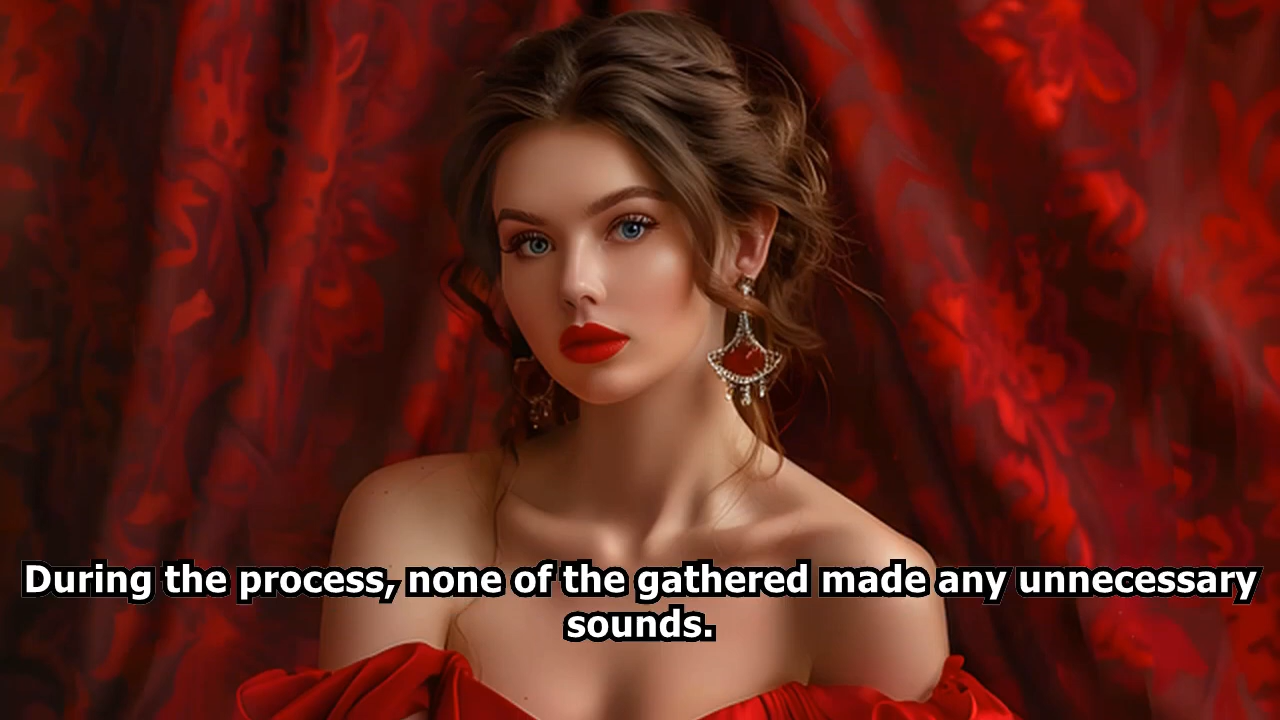 During the process, none of the gathered made any unnecessary
sounds.